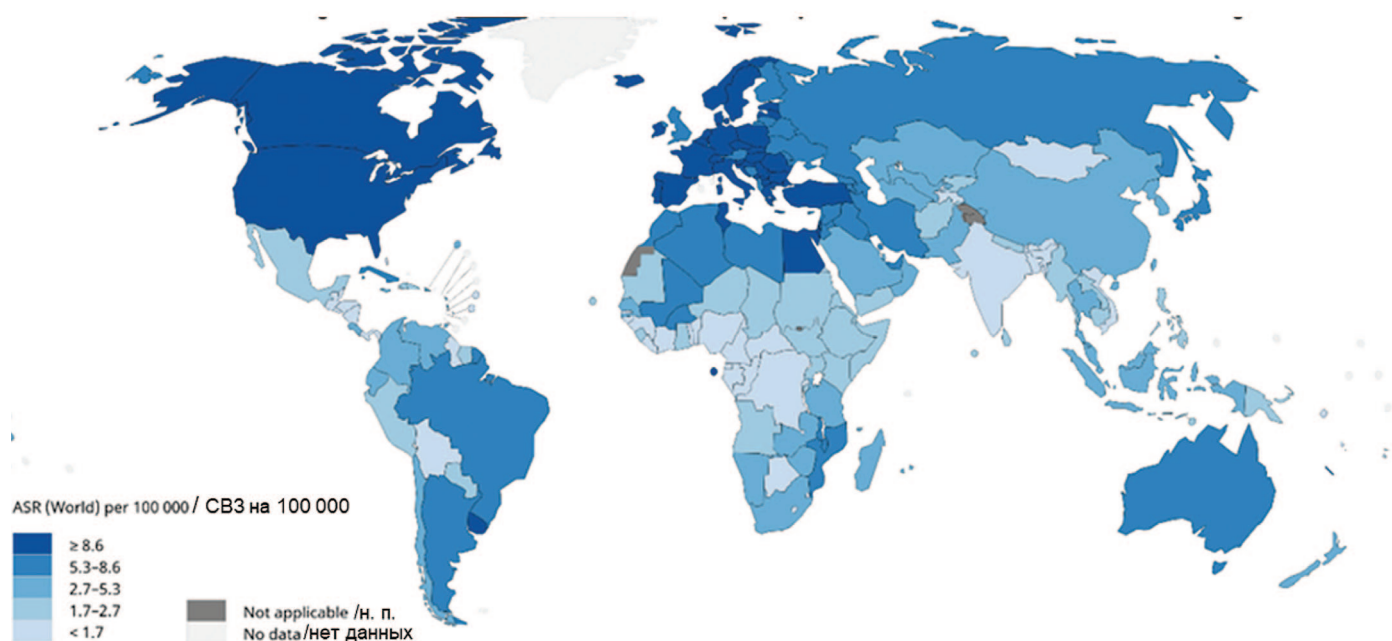 ASR (World) per 100 000 / СВЗ на 100 000
≥ 8.6
5.3–8.6
2.7–5.3
1.7–2.7
< 1.7
Not applicable /н. п.
No data /нет данных